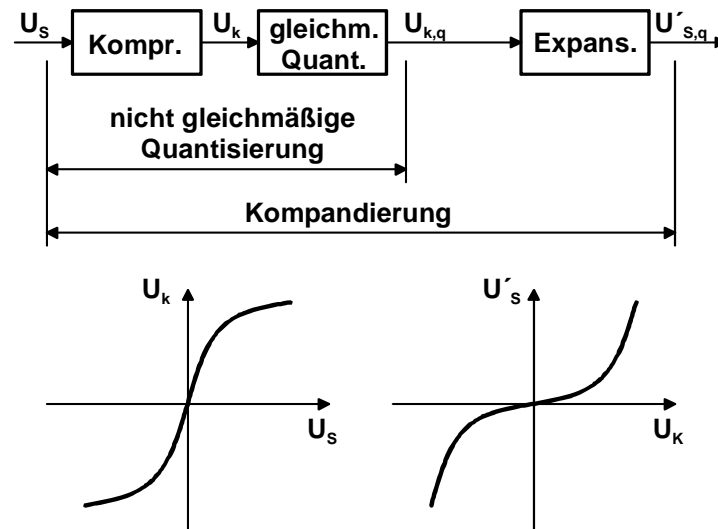 U_S
Kompr.
U_k
gleichm.
Quant.
U_k,q
Expans.
U´_S,q
nicht gleichmäßige
Quantisierung
Kompandierung
U_k
U_S
U´_S
U_K